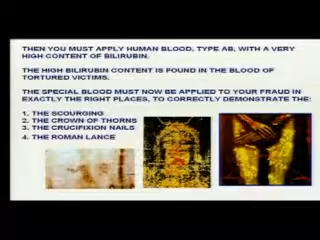 THEN YOU MUST APPLY HUMAN BLOOD, TYPE AB, WITH A VERY
HIGH CONTENT OF BILIRUBIN.
THE HIGH BILIRUBIN CONTENT IS FOUND IN THE BLOOD OF
TORTURED VICTIMS.
THE SPECIAL BLOOD MUST NOW BE APPLIED TO YOUR FRAUD IN
EXACTLY THE RIGHT PLACES, TO CORRECTLY DEMONSTRATE THE:
1. THE SCOURGING
2. THE CROWN OF THORNS
3. THE CRUCIFIXION NAILS
4. THE ROMAN LANCE